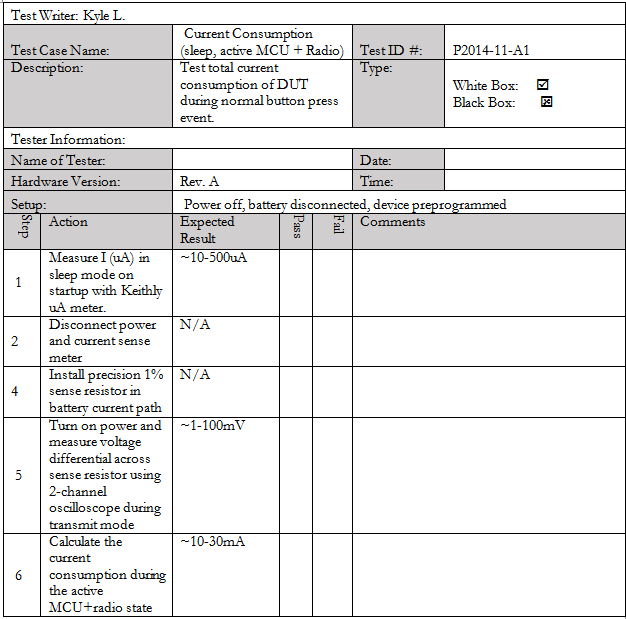 Test Writer: Kyle L.
Test Case Name:
Current Consumption
(sleep, active MCU + Radio)
Test ID #:
P2014-11-A1
Description:
Test total current
consumption of DUT
during normal button press
event.
Type:
White Box:
Black Box:
Tester Information:
Name of Tester:
Date:
Hardware Version:
Rev. A
Time:
Setup:
Power off, battery disconnected, device preprogrammed
Step
Action
Expected
Result
Pass
Fail
Comments
1
Measure I (uA) in
sleep mode on
startup with Keithly
uA meter.
~10-500uA
2
Disconnect power
and current sense
meter
N/A
4
Install precision 1%
sense resistor in
battery current path
N/A
5
Turn on power and
measure voltage
differential across
sense resistor using
2-channel
oscilloscope during
transmit mode
~1-100mV
6
Calculate the
current
consumption during
the active
MCU+radio state
~10-30mA